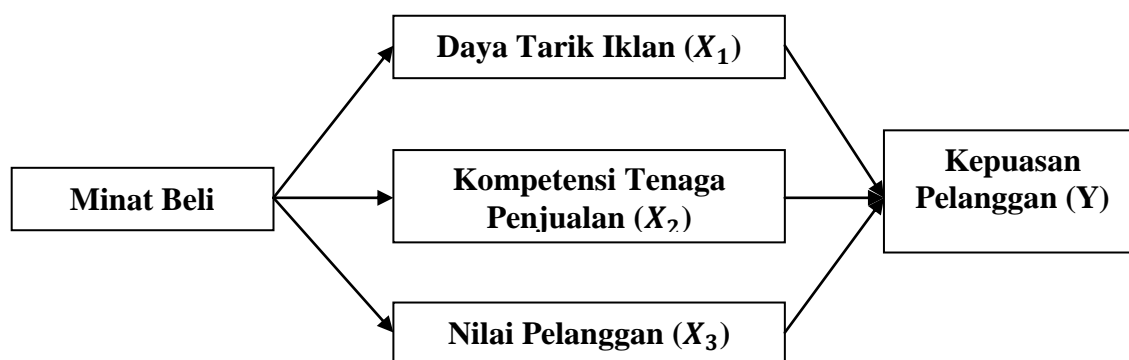 Daya Tarik Iklan (X₁)
Minat Beli
Kompetensi Tenaga
Penjualan (X₂)
Nilai Pelanggan (X₃)
Kepuasan
Pelanggan (Y)